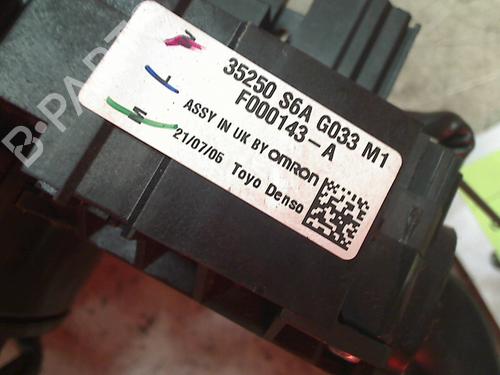 35250 S6A G033 M1
F000143-A
ASSY IN UK BY OMRON
21/07/06 Toyo Denso
B-PARTS